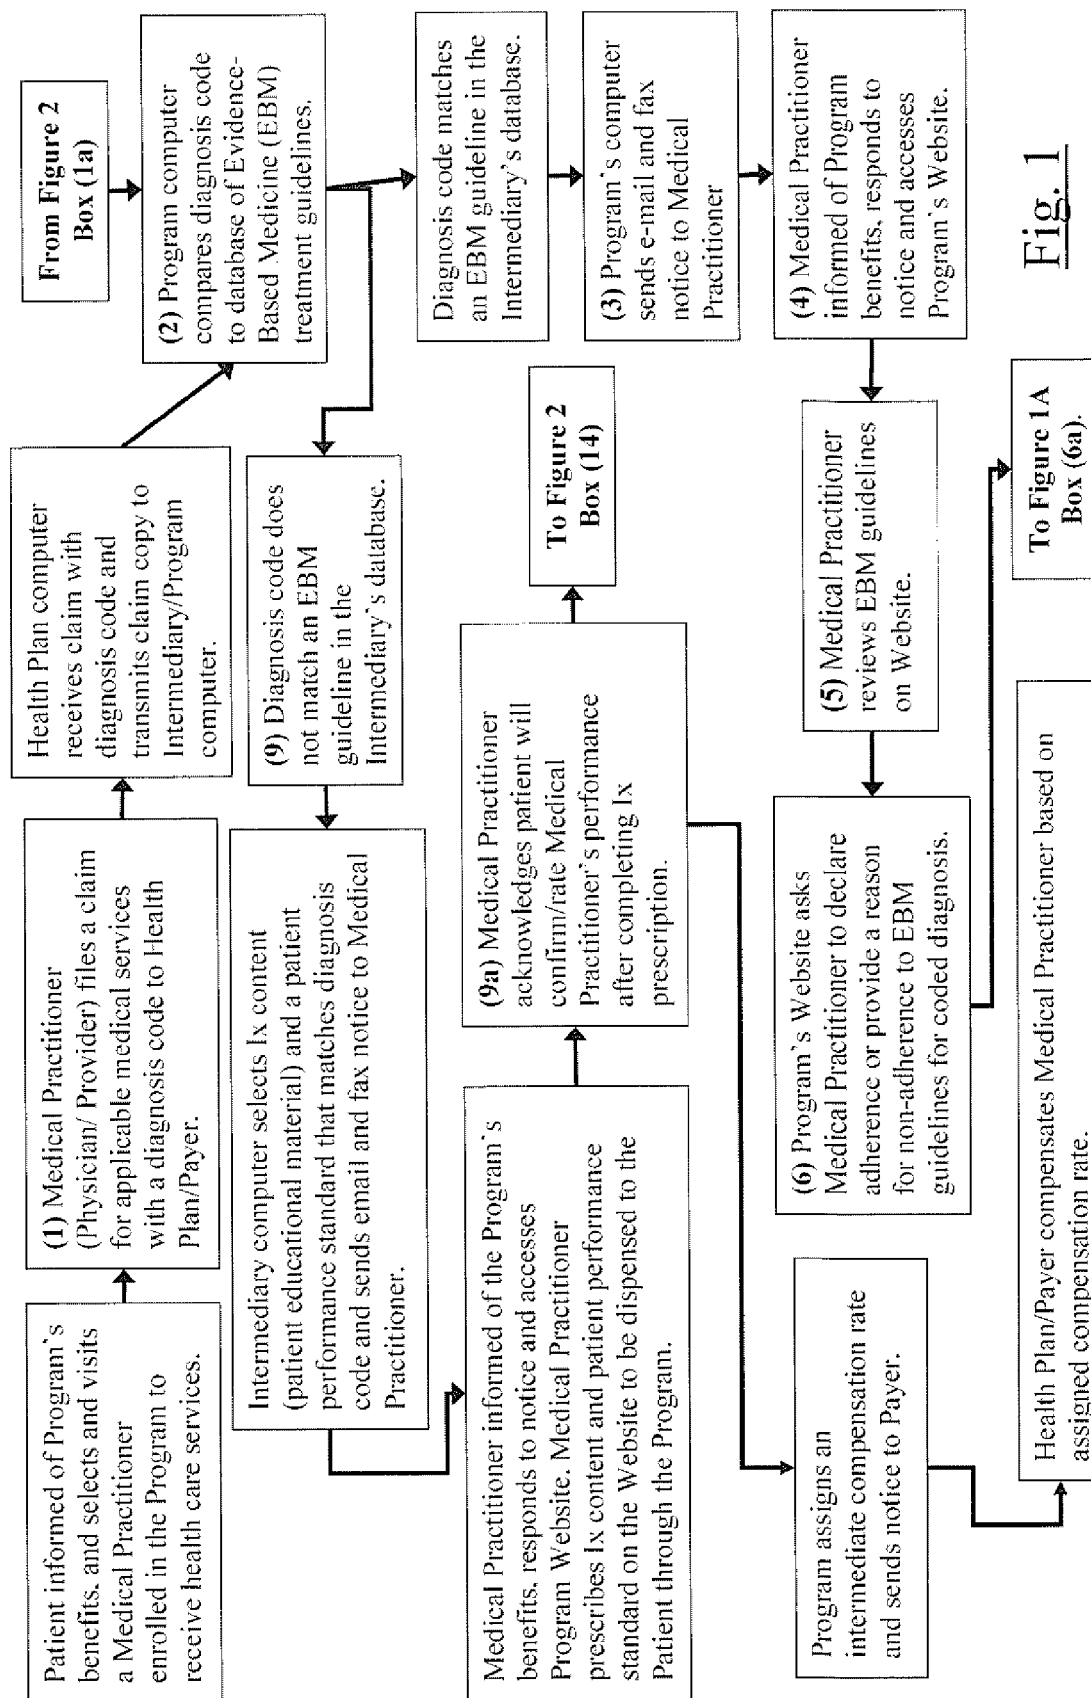 Patient informed of Program`s
benefits, and selects and visits
a Medical Practitioner
enrolled in the Program to
receive health care services.
(1) Medical Practitioner
(Physician/ Provider) files a claim
for applicable medical services
with a diagnosis code to Health
Plan/Payer.
Health Plan computer
receives claim with
diagnosis code and
transmits claim copy to
Intermediary/Program
computer.
From Figure 2
Box (1a)
(2) Program computer
compares diagnosis code
to database of Evidence-
Based Medicine (EBM)
treatment guidelines.
Intermediary computer selects Ix content
(patient educational material) and a patient
performance standard that matches diagnosis
code and sends email and fax notice to Medical
Practitioner.
(9) Diagnosis code does
not match an EBM
guideline in the
Intermediary`s database.
Diagnosis code matches
an EBM guideline in the
Intermediary`s database.
Medical Practitioner informed of the Program`s
benefits, responds to notice and accesses
Program Website. Medical Practitioner
prescribes Ix content and patient performance
standard on the Website to be dispensed to the
Patient through the Program.
(9a) Medical Practitioner
acknowledges patient will
confirm/rate Medical
Practitioner`s performance
after completing Ix
prescription.
To Figure 2
Box (14)
(3) Program`s computer
sends e-mail and fax
notice to Medical
Practitioner
(4) Medical Practitioner
informed of Program
benefits, responds to
notice and accesses
Program`s Website.
Program assigns an
intermediate compensation rate
and sends notice to Payer.
(6) Program`s Website asks
Medical Practitioner to declare
adherence or provide a reason
for non-adherence to EBM
guidelines for coded diagnosis.
(5) Medical Practitioner
reviews EBM guidelines
on Website.
Health Plan/Payer compensates Medical Practitioner based on
assigned compensation rate.
To Figure 1A
Box (6a).
Fig. 1